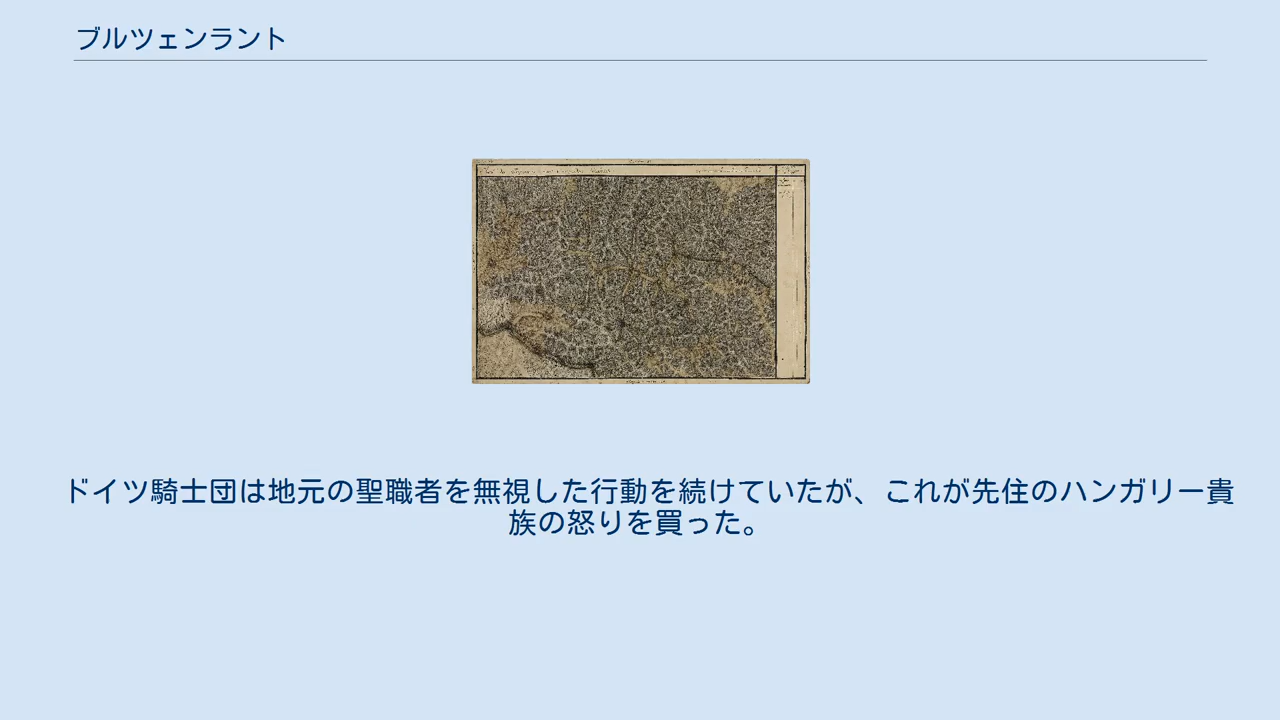 ブルツェンラント
ドイツ騎士団は地元の聖職者を無視した行動を続けていたが、これが先住のハンガリー貴
族の怒りを買った。